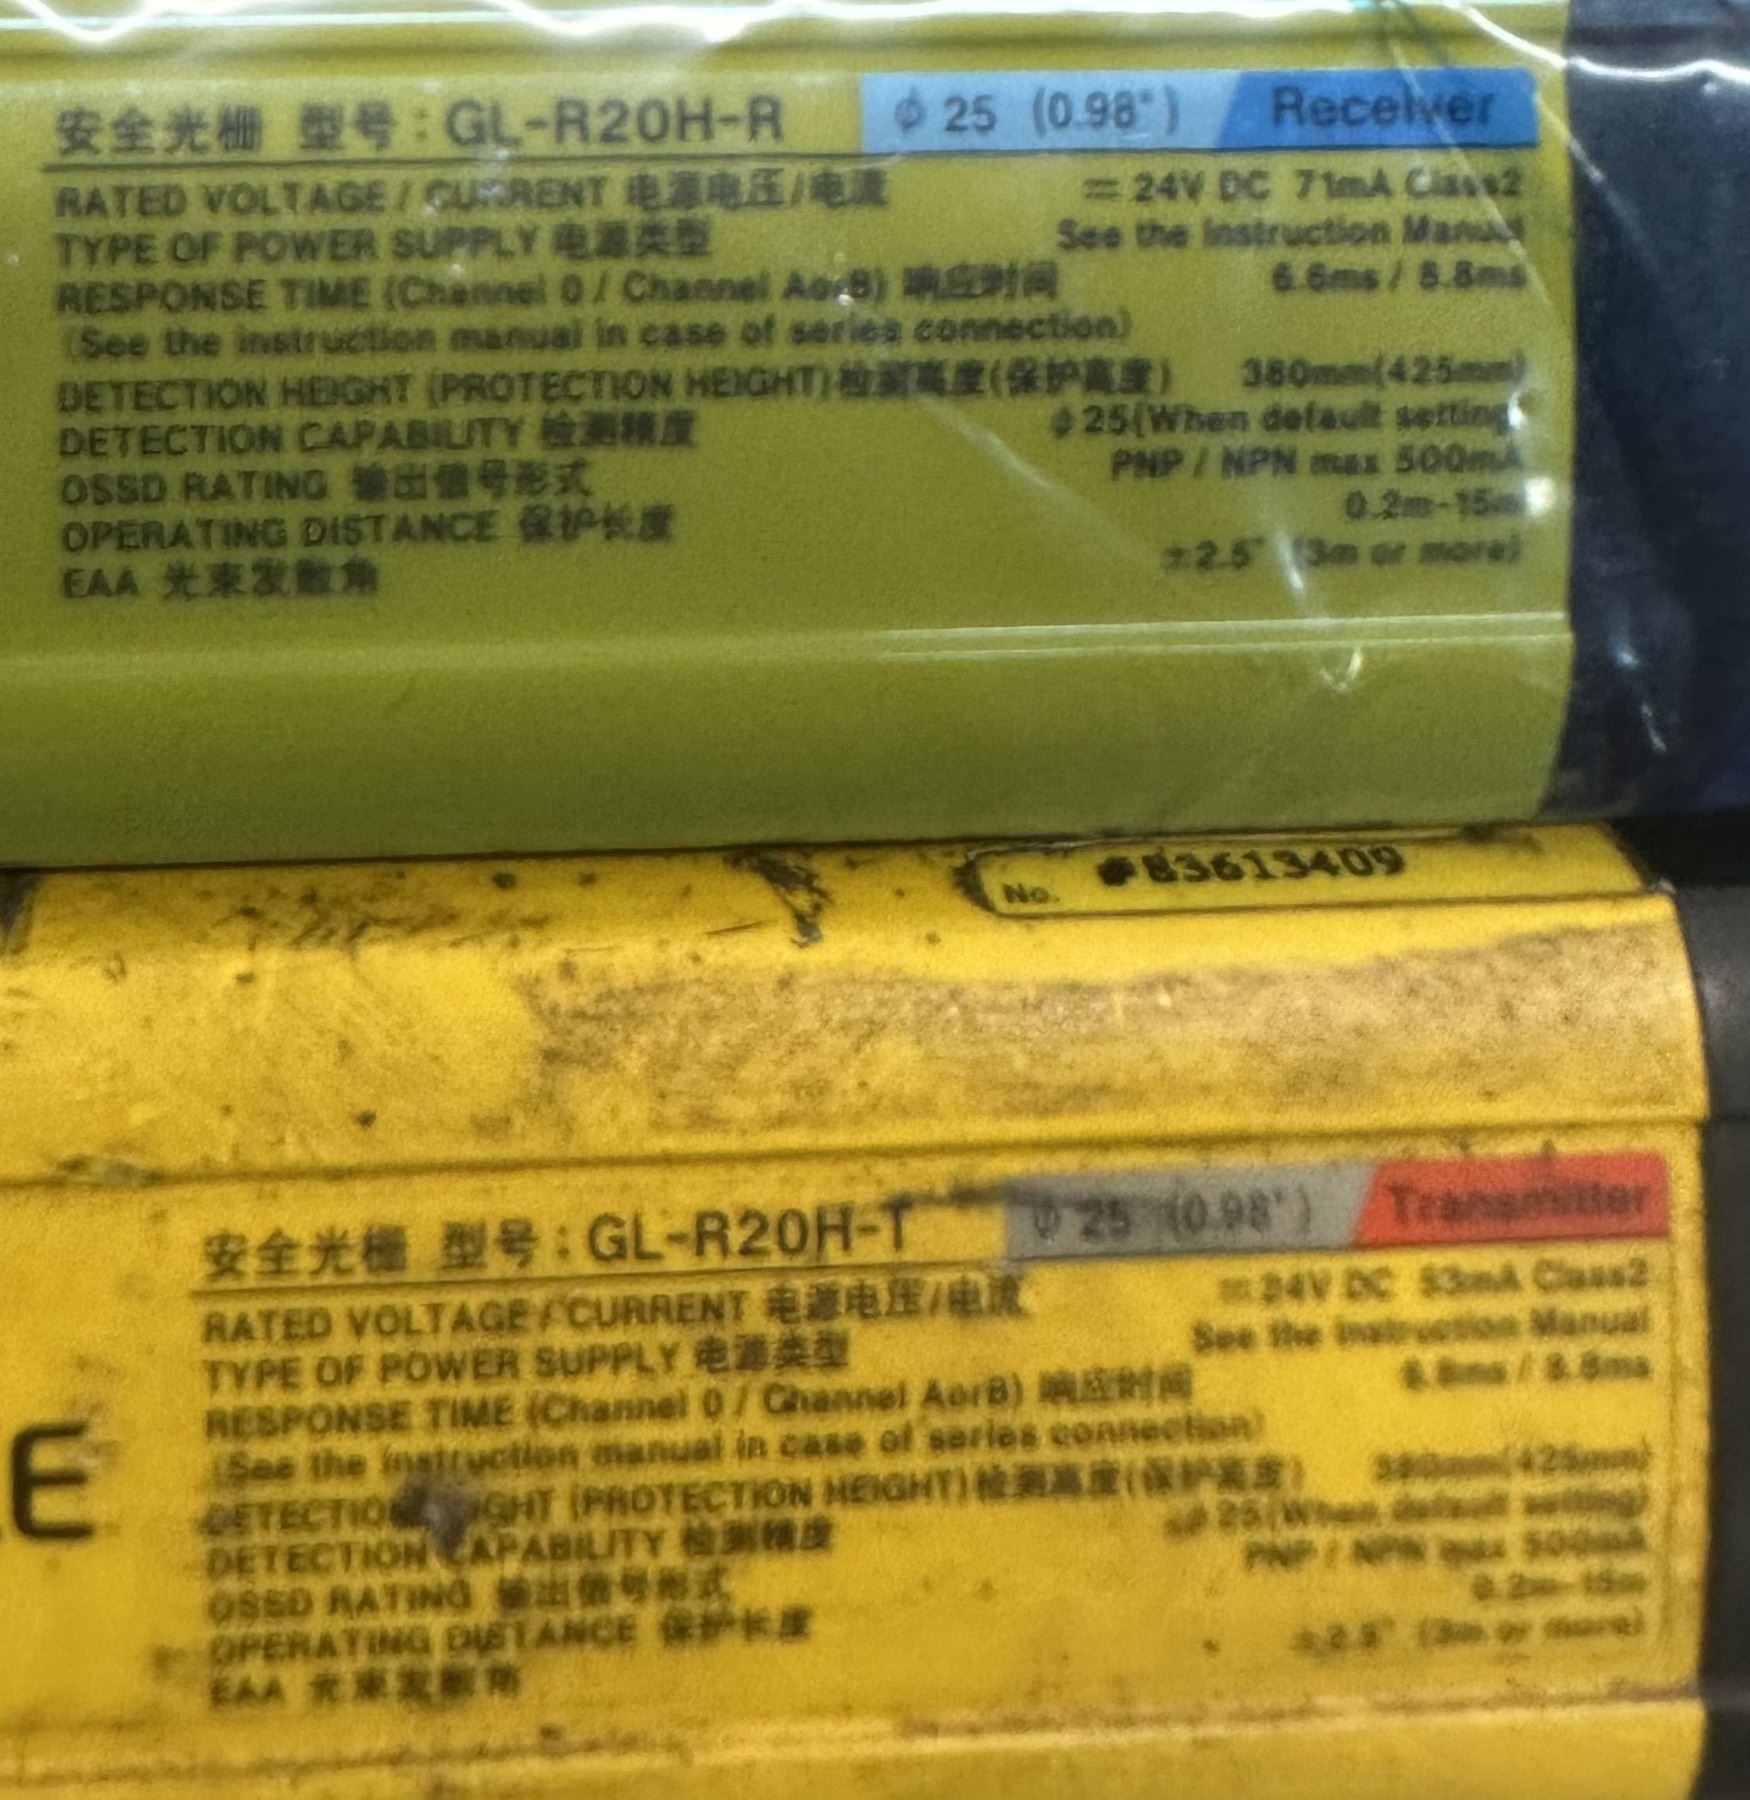 安全光栅 型号：GL-R20H-R φ 25 (0.98") Receiver
RATED VOLTAGE / CURRENT 电源电压/电流 ⎓ 24V DC 71mA Class2
TYPE OF POWER SUPPLY 电源类型 See the Instruction Manual
RESPONSE TIME (Channel 0 / Channel AorB) 响应时间
(See the instruction manual in case of series connection)
DETECTION HEIGHT (PROTECTION HEIGHT) 检测高度(保护高度) 380mm(425mm)
DETECTION CAPABILITY 检测精度 φ 25(When default setting)
OSSD RATING 输出信号形式 PNP / NPN max 500mA
OPERATING DISTANCE 保护长度 0.2m-15m
EAA 光束发散角 ±2.5° (3m or more)
No. #83613409
E
安全光栅 型号：GL-R20H-T φ 25 (0.98") Transmitter
RATED VOLTAGE / CURRENT 电源电压/电流 ⎓ 24V DC 53mA Class2
TYPE OF POWER SUPPLY 电源类型 See the Instruction Manual
RESPONSE TIME (Channel 0 / Channel AorB) 响应时间
(See the instruction manual in case of series connection)
DETECTION HEIGHT (PROTECTION HEIGHT) 检测高度(保护高度) 380mm(425mm)
DETECTION CAPABILITY 检测精度 φ 25(When default setting)
OSSD RATING 输出信号形式 PNP / NPN max 500mA
OPERATING DISTANCE 保护长度 0.2m-15m
EAA 光束发散角 ±2.5° (3m or more)